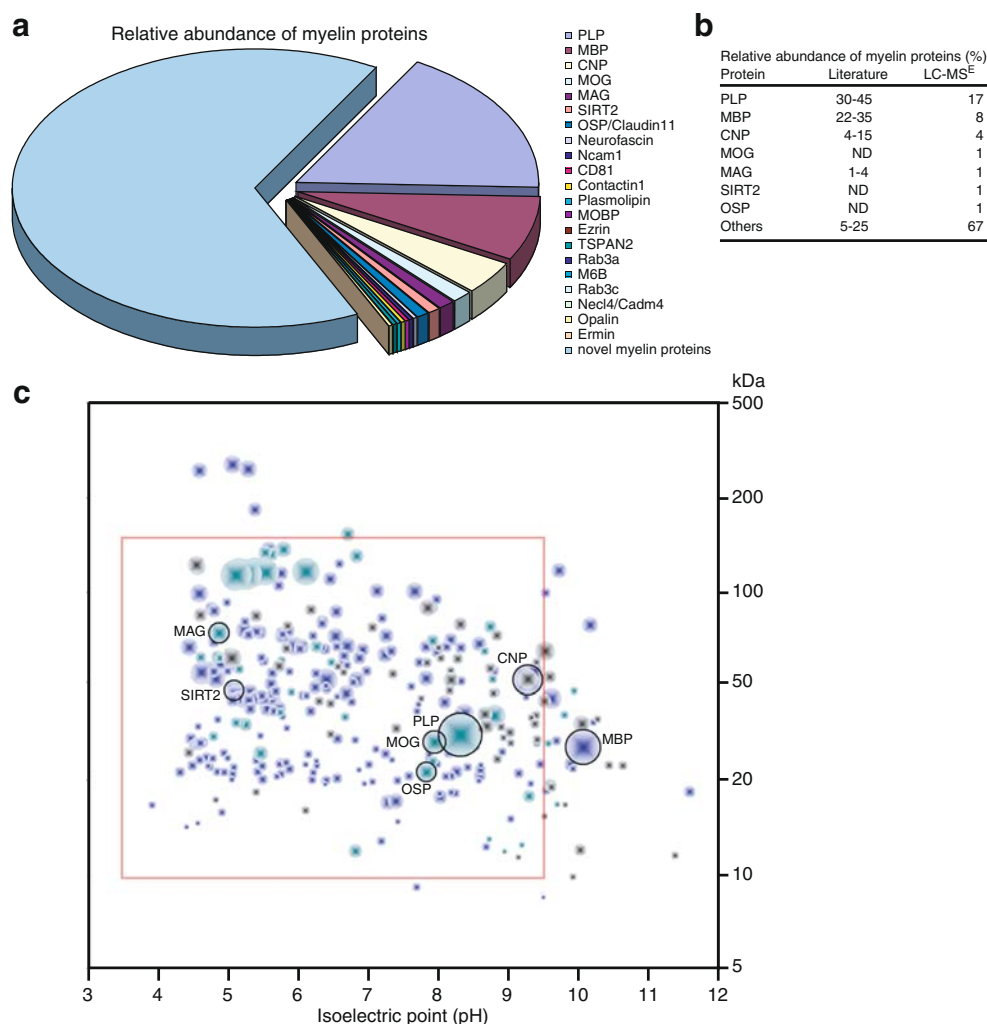 a
Relative abundance of myelin proteins
PLP
MBP
CNP
MOG
MAG
SIRT2
OSP/Claudin11
Neurofascin
Ncam1
CD81
Contactin1
Plasmolipin
MOBP
Ezrin
TSPAN2
Rab3a
M6B
Rab3c
Necl4/Cadm4
Opalin
Ermin
novel myelin proteins
b
Relative abundance of myelin proteins (%)
Protein Literature LC-MSE
PLP 30-45 17
MBP 22-35 8
CNP 4-15 4
MOG ND 1
MAG 1-4 1
SIRT2 ND 1
OSP ND 1
Others 5-25 67
c
kDa
500
200
100
50
20
10
5
MAG
SIRT2
CNP
PLP
MOG
OSP
MBP
3 4 5 6 7 8 9 10 11 12
Isoelectric point (pH)